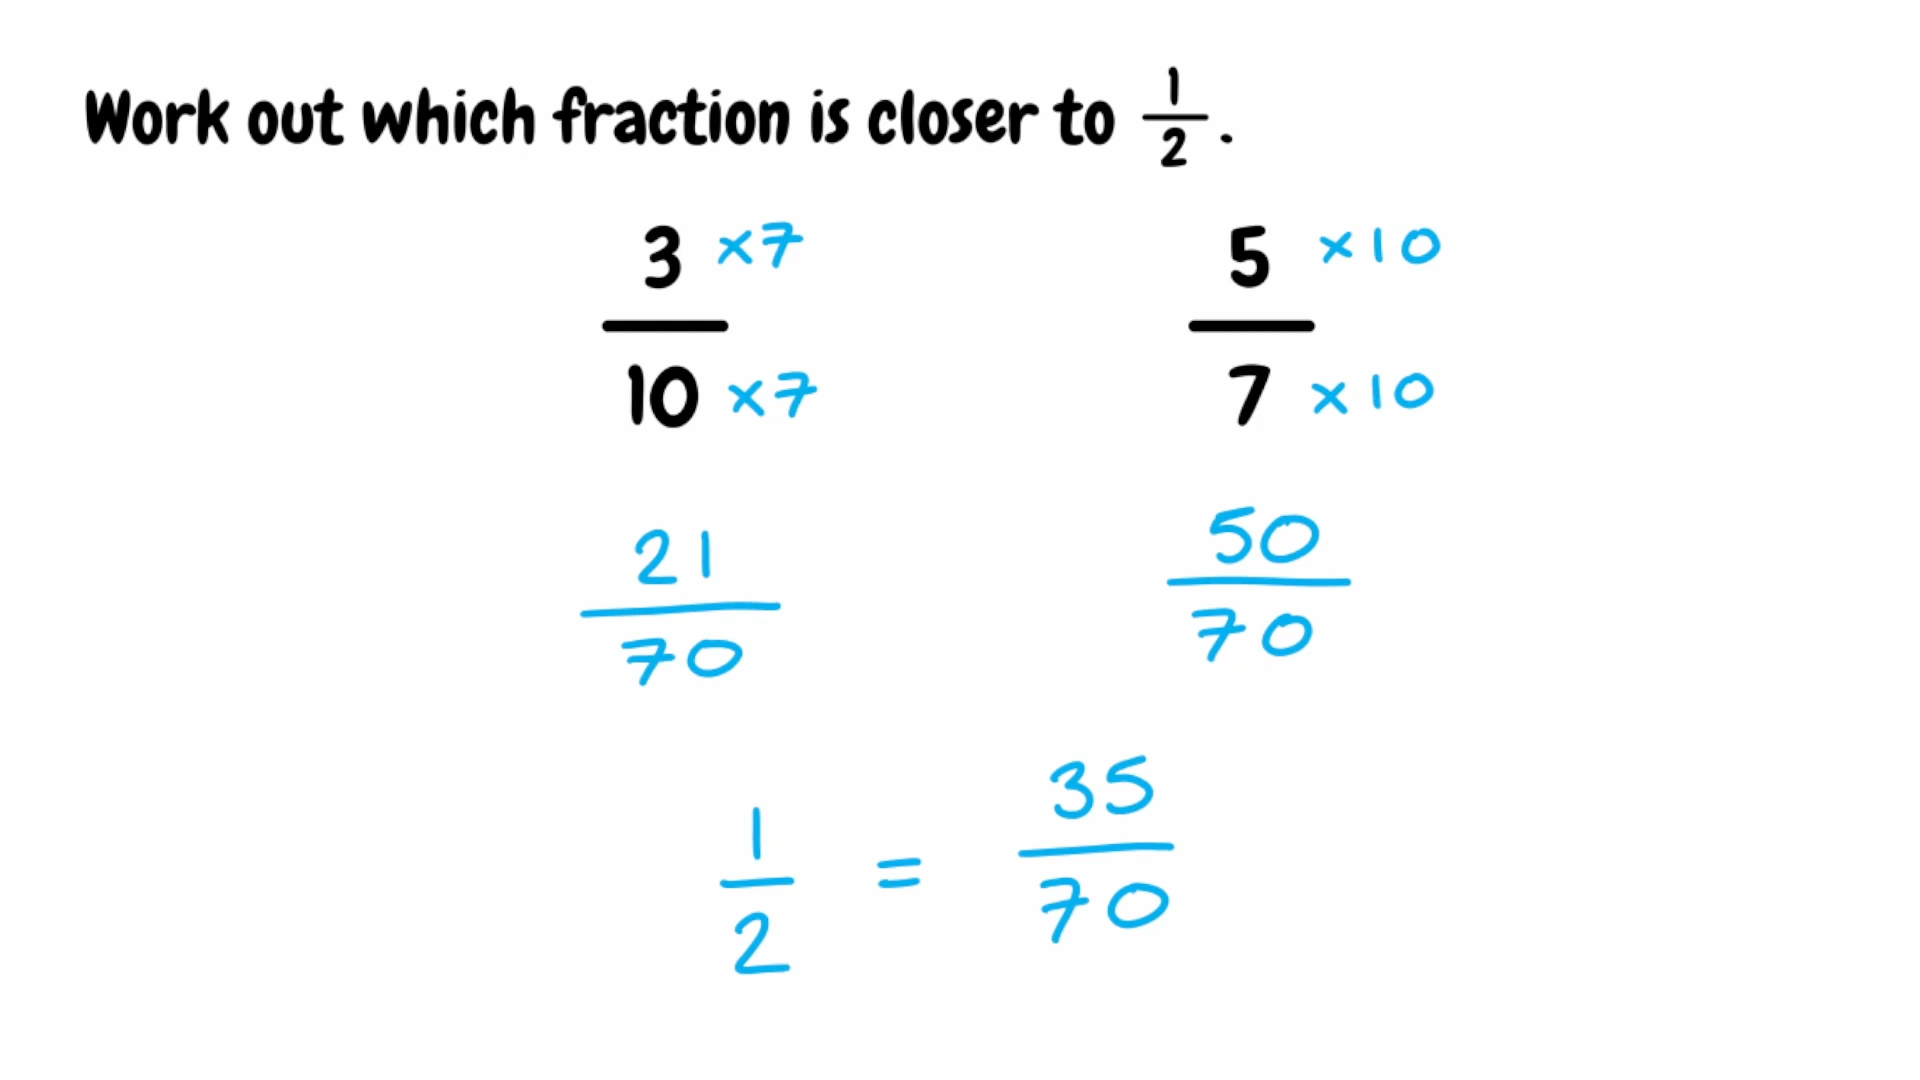 Work out which fraction is closer to 1/2.
3 ×7 5 ×10
10 ×7 7 ×10
21 50
70 70
1/2 = 35/70